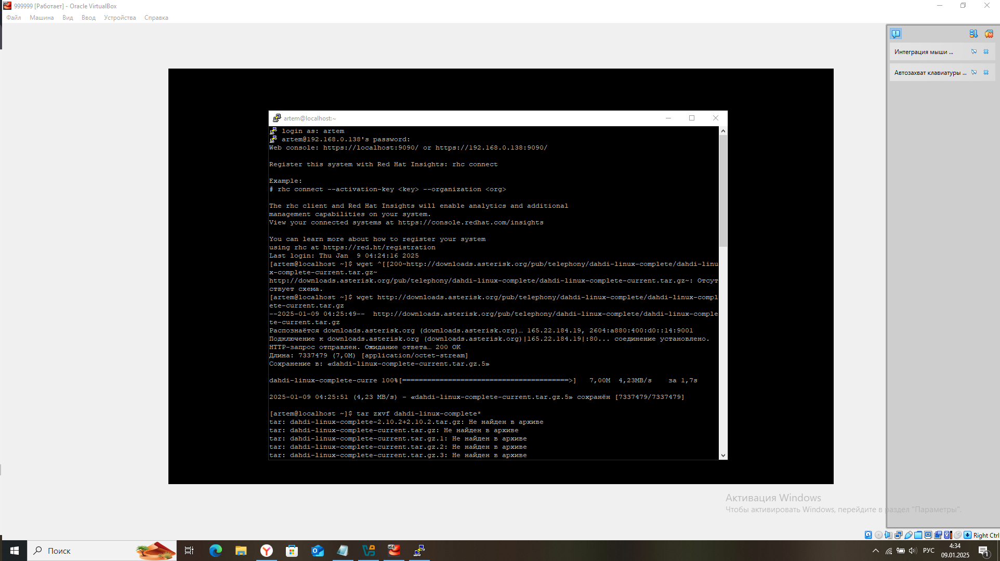 999999 [Работает] - Oracle VirtualBox
Файл Машина Вид Ввод Устройства Справка
Интеграция мыши ...
Автозахват клавиатуры ...
artem@localhost:~
login as: artem
artem@192.168.0.138's password:
Web console: https://localhost:9090/ or https://192.168.0.138:9090/
Register this system with Red Hat Insights: rhc connect
Example:
# rhc connect --activation-key <key> --organization <org>
The rhc client and Red Hat Insights will enable analytics and additional
management capabilities on your system.
View your connected systems at https://console.redhat.com/insights
You can learn more about how to register your system
using rhc at https://red.ht/registration
Last login: Thu Jan  9 04:24:16 2025
[artem@localhost ~]$ wget ^[[200~http://downloads.asterisk.org/pub/telephony/dahdi-linux-complete/dahdi-linu
x-complete-current.tar.gz~
http://downloads.asterisk.org/pub/telephony/dahdi-linux-complete/dahdi-linux-complete-current.tar.gz~: Отсут
ствует схема.
[artem@localhost ~]$ wget http://downloads.asterisk.org/pub/telephony/dahdi-linux-complete/dahdi-linux-compl
ete-current.tar.gz
--2025-01-09 04:25:49--  http://downloads.asterisk.org/pub/telephony/dahdi-linux-complete/dahdi-linux-comple
te-current.tar.gz
Распознаётся downloads.asterisk.org (downloads.asterisk.org)… 165.22.184.19, 2604:a880:400:d0::14:9001
Подключение к downloads.asterisk.org (downloads.asterisk.org)|165.22.184.19|:80... соединение установлено.
HTTP-запрос отправлен. Ожидание ответа… 200 OK
Длина: 7337479 (7,0M) [application/octet-stream]
Сохранение в: «dahdi-linux-complete-current.tar.gz.5»
dahdi-linux-complete-curre 100%[========================================>]   7,00M  4,23MB/s    за 1,7s
2025-01-09 04:25:51 (4,23 MB/s) - «dahdi-linux-complete-current.tar.gz.5» сохранён [7337479/7337479]
[artem@localhost ~]$ tar zxvf dahdi-linux-complete*
tar: dahdi-linux-complete-2.10.2+2.10.2.tar.gz: Не найден в архиве
tar: dahdi-linux-complete-current.tar.gz: Не найден в архиве
tar: dahdi-linux-complete-current.tar.gz.1: Не найден в архиве
tar: dahdi-linux-complete-current.tar.gz.2: Не найден в архиве
tar: dahdi-linux-complete-current.tar.gz.3: Не найден в архиве
Активация Windows
Чтобы активировать Windows, перейдите в раздел "Параметры".
Right Ctrl
Поиск
РУС
4:34
09.01.2025
1